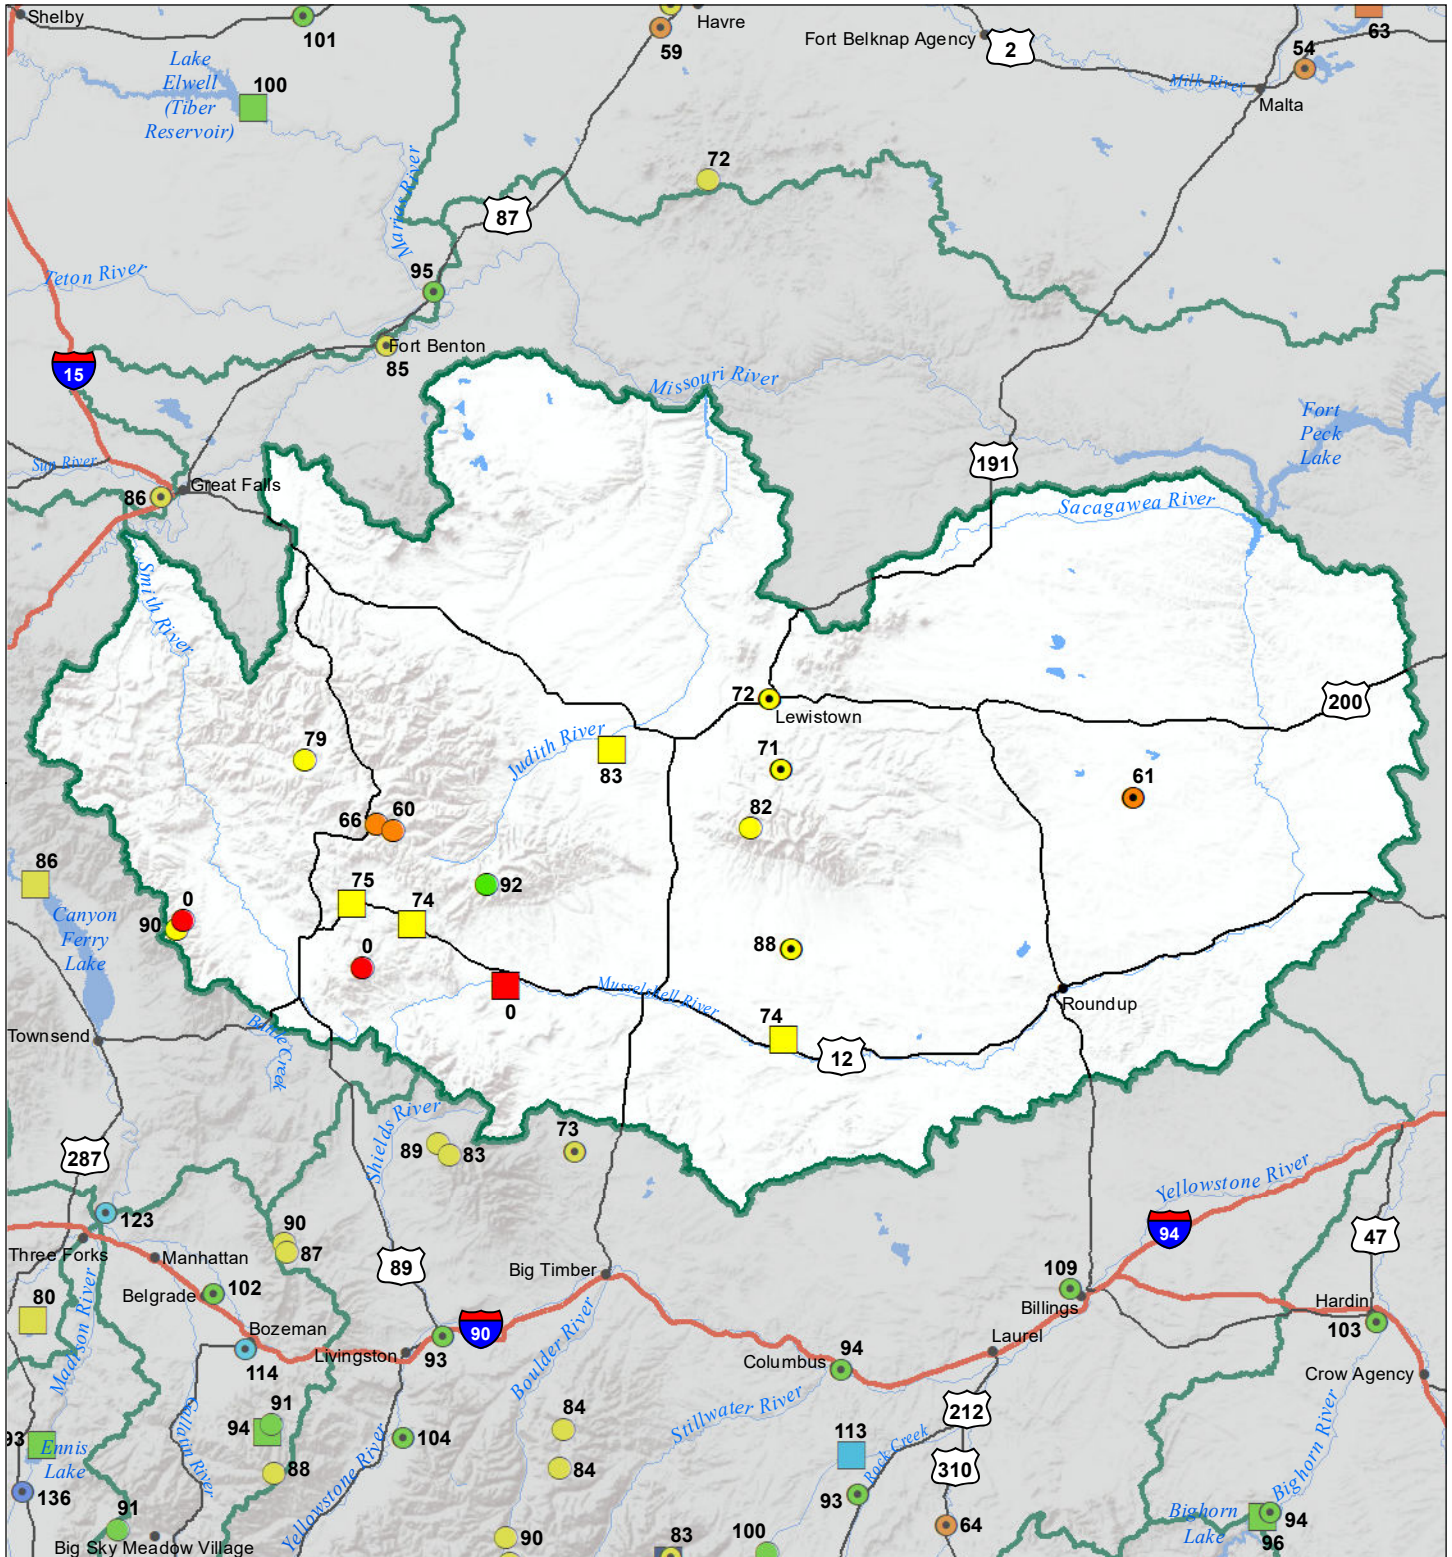 Shelby
101
Havre
59
Fort Belknap Agency
2
63
54
Lake
Elwell
(Tiber
Reservoir)
100
Milk River
Malta
72
Marias River
87
Teton River
95
Fort Benton
85
15
Missouri River
Fort
Peck
Lake
191
Sun River
Great Falls
86
Sacagawea River
Smith River
72
Lewistown
200
79
Judith River
83
71
61
82
66
60
86
75
74
92
0
90
Canyon
Ferry
Lake
0
88
Musselshell River
0
Roundup
74
12
Townsend
Battle Creek
Shields River
89
83
73
287
Yellowstone River
123
90
87
94
47
Three Forks
Manhattan
89
Big Timber
109
Belgrade
102
Billings
Hardin
80
103
Madison River
Bozeman
90
Laurel
Livingston
93
Boulder River
94
Columbus
114
Crow Agency
91
94
84
Stillwater River
212
93
Ennis
Lake
Gallatin River
104
113
Rock Creek
88
84
310
Bighorn River
136
Yellowstone River
93
91
64
Bighorn
Lake
94
90
83
100
96
Big Sky Meadow Village